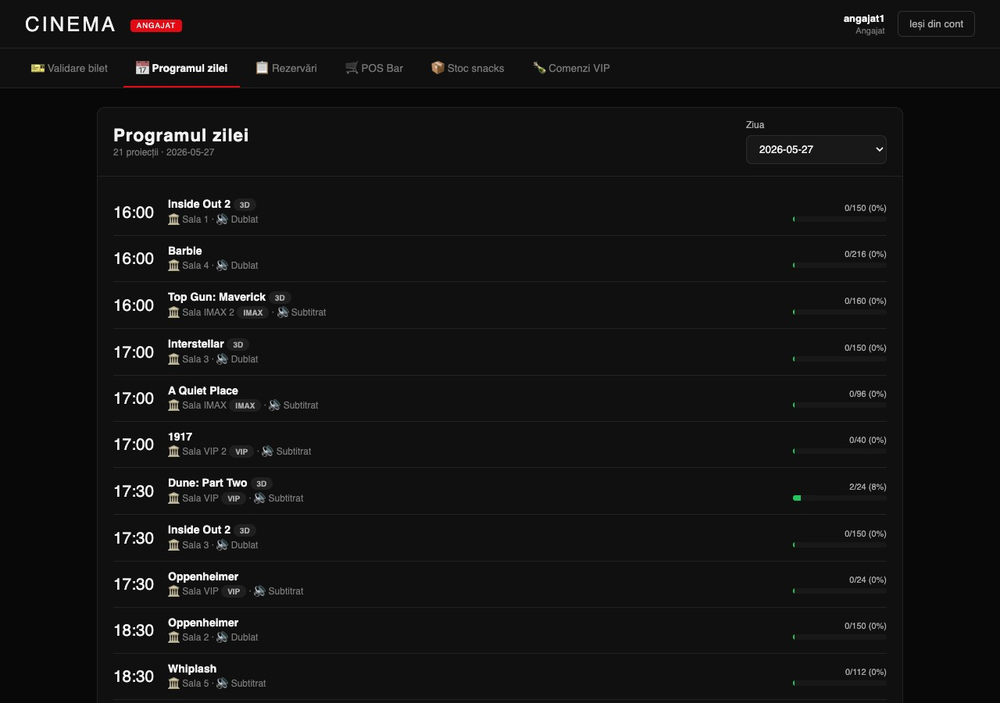 CINEMA ANGAJAT
angajat1
Angajat
Ieși din cont
Validare bilet
Programul zilei
Rezervări
POS Bar
Stoc snacks
Comenzi VIP
Programul zilei
21 proiecții · 2026-05-27
Ziua
2026-05-27
16:00
Inside Out 2 3D
Sala 1 · Dublat
0/150 (0%)
16:00
Barbie
Sala 4 · Dublat
0/216 (0%)
16:00
Top Gun: Maverick 3D
Sala IMAX 2 IMAX · Subtitrat
0/160 (0%)
17:00
Interstellar 3D
Sala 3 · Dublat
0/150 (0%)
17:00
A Quiet Place
Sala IMAX IMAX · Subtitrat
0/96 (0%)
17:00
1917
Sala VIP 2 VIP · Subtitrat
0/40 (0%)
17:30
Dune: Part Two 3D
Sala VIP VIP · Subtitrat
2/24 (8%)
17:30
Inside Out 2 3D
Sala 3 · Dublat
0/150 (0%)
17:30
Oppenheimer
Sala VIP VIP · Subtitrat
0/24 (0%)
18:30
Oppenheimer
Sala 2 · Dublat
0/150 (0%)
18:30
Whiplash
Sala 5 · Subtitrat
0/112 (0%)